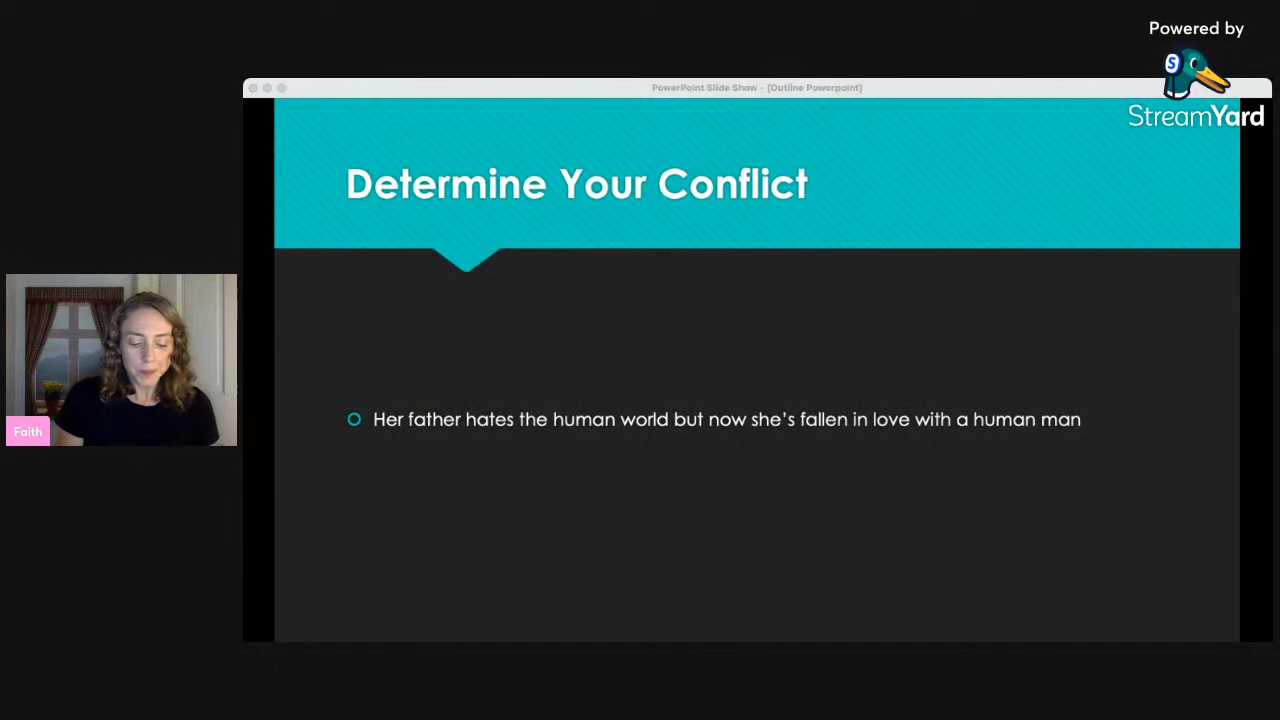 Powered by
StreamYard
PowerPoint Slide Show - [Outline Powerpoint]
Determine Your Conflict
Her father hates the human world but now she's fallen in love with a human man
Faith